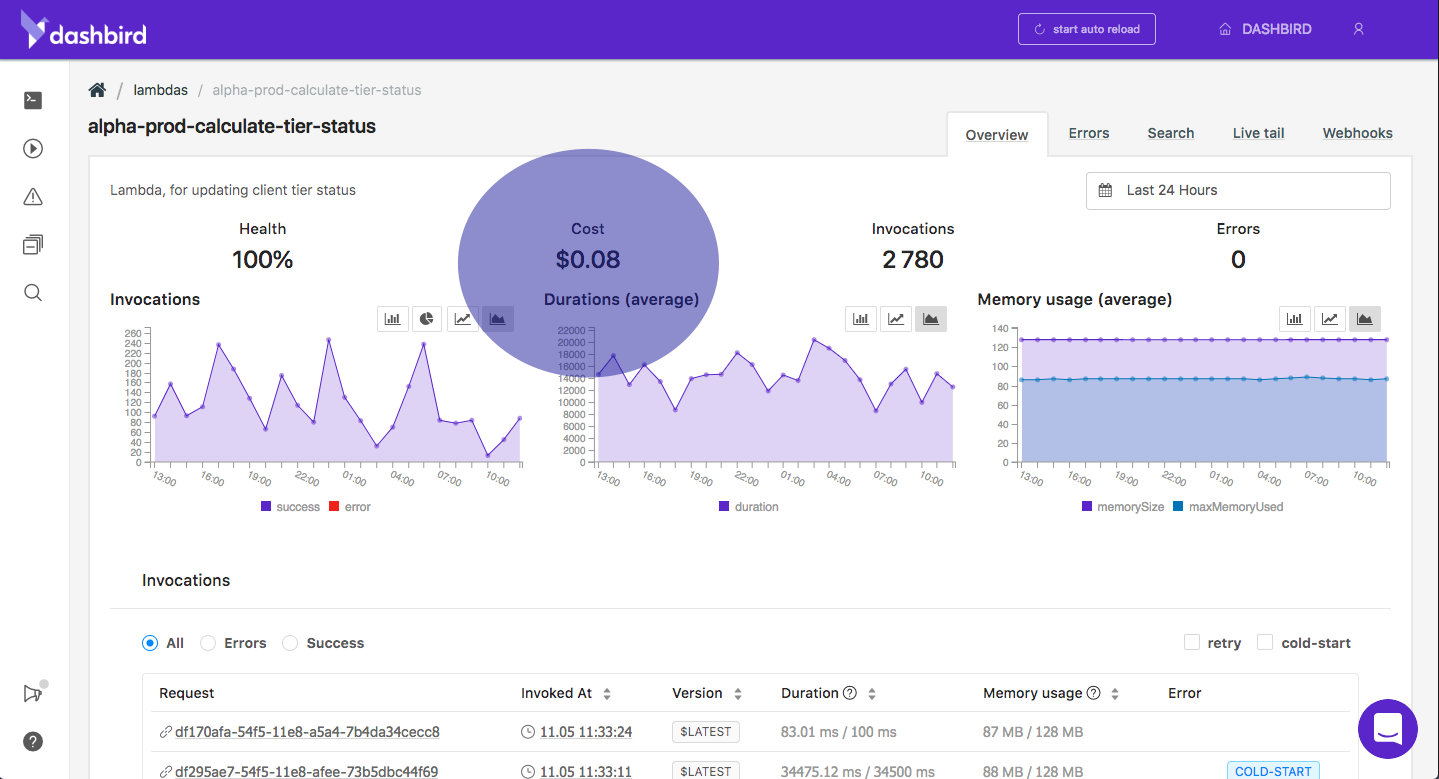 dashbird
start auto reload
DASHBIRD
/ lambdas / alpha-prod-calculate-tier-status
alpha-prod-calculate-tier-status
Overview Errors Search Live tail Webhooks
Lambda, for updating client tier status
Last 24 Hours
Health Cost Invocations Errors
100% $0.08 2 780 0
Invocations
260
240
220
200
180
160
140
120
100
80
60
40
20
0
13:00 16:00 19:00 22:00 01:00 04:00 07:00 10:00
success error
Durations (average)
22000
20000
18000
16000
14000
12000
10000
8000
6000
4000
2000
0
13:00 16:00 19:00 22:00 01:00 04:00 07:00 10:00
duration
Memory usage (average)
140
120
100
80
60
40
20
0
13:00 16:00 19:00 22:00 01:00 04:00 07:00 10:00
memorySize maxMemoryUsed
Invocations
All Errors Success retry cold-start
Request Invoked At Version Duration ? Memory usage ? Error
df170afa-54f5-11e8-a5a4-7b4da34cecc8 11.05 11:33:24 $LATEST 83.01 ms / 100 ms 87 MB / 128 MB
df295ae7-54f5-11e8-afee-73b5dbc44f69 11.05 11:33:11 $LATEST 34475.12 ms / 34500 ms 88 MB / 128 MB COLD-START
?